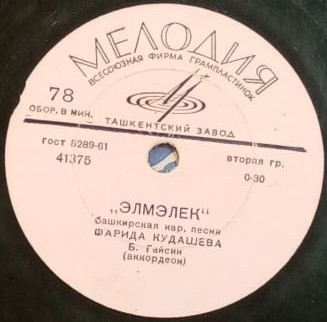 МЕЛОДИЯ
ВСЕСОЮЗНАЯ ФИРМА ГРАМПЛАСТИНОК
78
ОБОР. В МИН.
ТАШКЕНТСКИЙ ЗАВОД
ГОСТ 5289-61
41375
вторая гр.
0-30
„ЭЛМЭЛЕК“
башкирская нар. песни
ФАРИДА КУДАШЕВА
Б. Гайсин
(аккордеон)